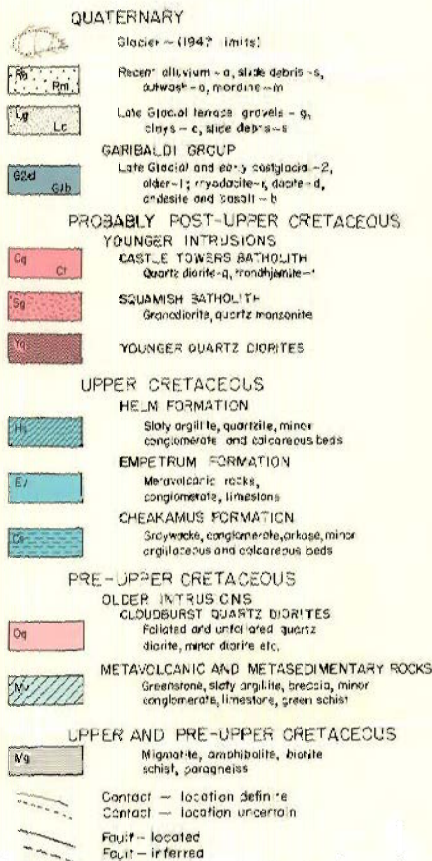 QUATERNARY
Glacier – (1947 limits)
Ra
Rm
Recent alluvium – a, slide debris – s,
outwash – o, moraine – m
Lg
Lc
Late Glacial terrace gravels – g,
clays – c, slide debris – s
GARIBALDI GROUP
G2d
G1b
Late Glacial and early postglacial – 2,
older – 1; rhyodacite – r, dacite – d,
andesite and basalt – b
PROBABLY POST-UPPER CRETACEOUS
YOUNGER INTRUSIONS
Cq
Ct
CASTLE TOWERS BATHOLITH
Quartz diorite – q, trondhjemite – t
Sg
SQUAMISH BATHOLITH
Granodiorite, quartz monzonite
Yq
YOUNGER QUARTZ DIORITES
UPPER CRETACEOUS
HELM FORMATION
Slaty argillite, quartzite, minor
conglomerate and calcareous beds
EMPETRUM FORMATION
Metavolcanic rocks,
conglomerate, limestone
CHEAKAMUS FORMATION
Graywacke, conglomerate, arkose, minor
argillaceous and calcareous beds
PRE-UPPER CRETACEOUS
OLDER INTRUSIONS
CLOUDBURST QUARTZ DIORITES
Oq
Foliated and unfoliated quartz
diorite, minor diorite etc.
METAVOLCANIC AND METASEDIMENTARY ROCKS
Mv
Greenstone, slaty argillite, breccia, minor
conglomerate, limestone, green schist
UPPER AND PRE-UPPER CRETACEOUS
Mg
Migmatite, amphibolite, biotite
schist, paragneiss
Contact – location definite
Contact – location uncertain
Fault – located
Fault – inferred